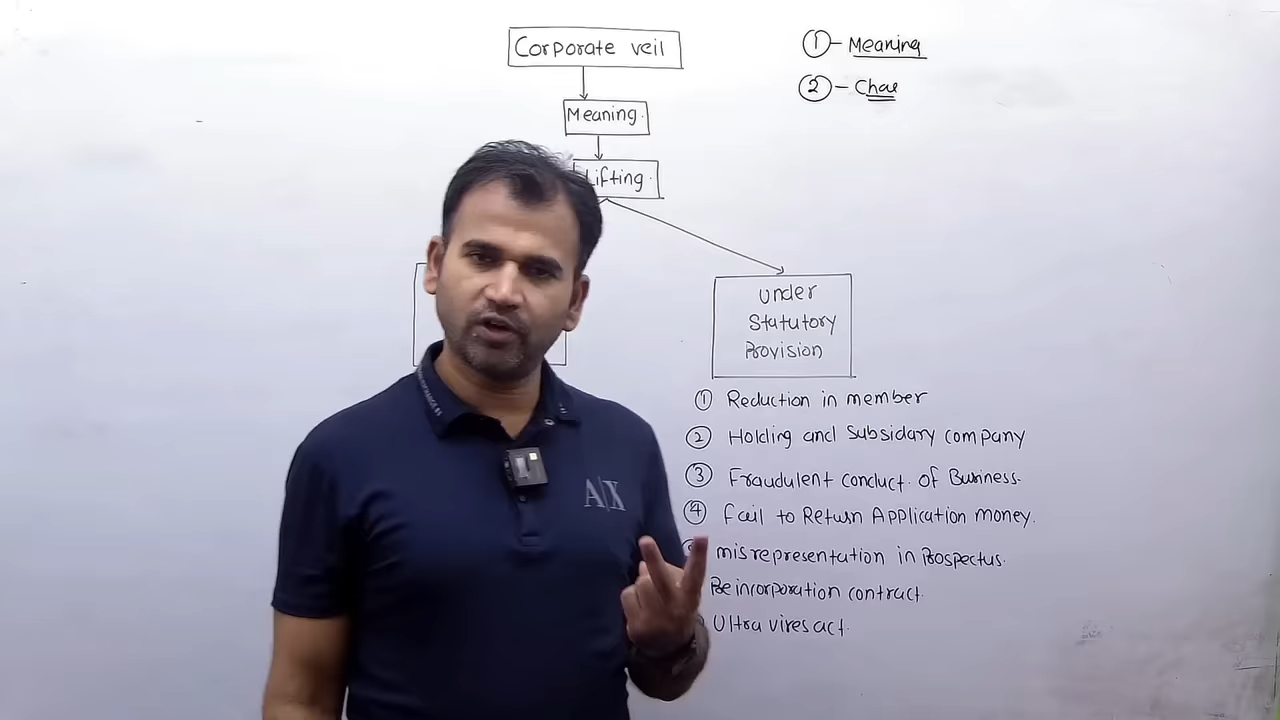 Corporate veil
① - Meaning
② - Char
Meaning.
Lifting.
under
Statutory
Provision
① Reduction in member
② Holding and Subsidary company
③ Fraudulent conduct of Business.
④ Fail to Return Application money.
misrepresentation in Prospectus.
Preincorporation contract.
Ultra vires act.
A|X